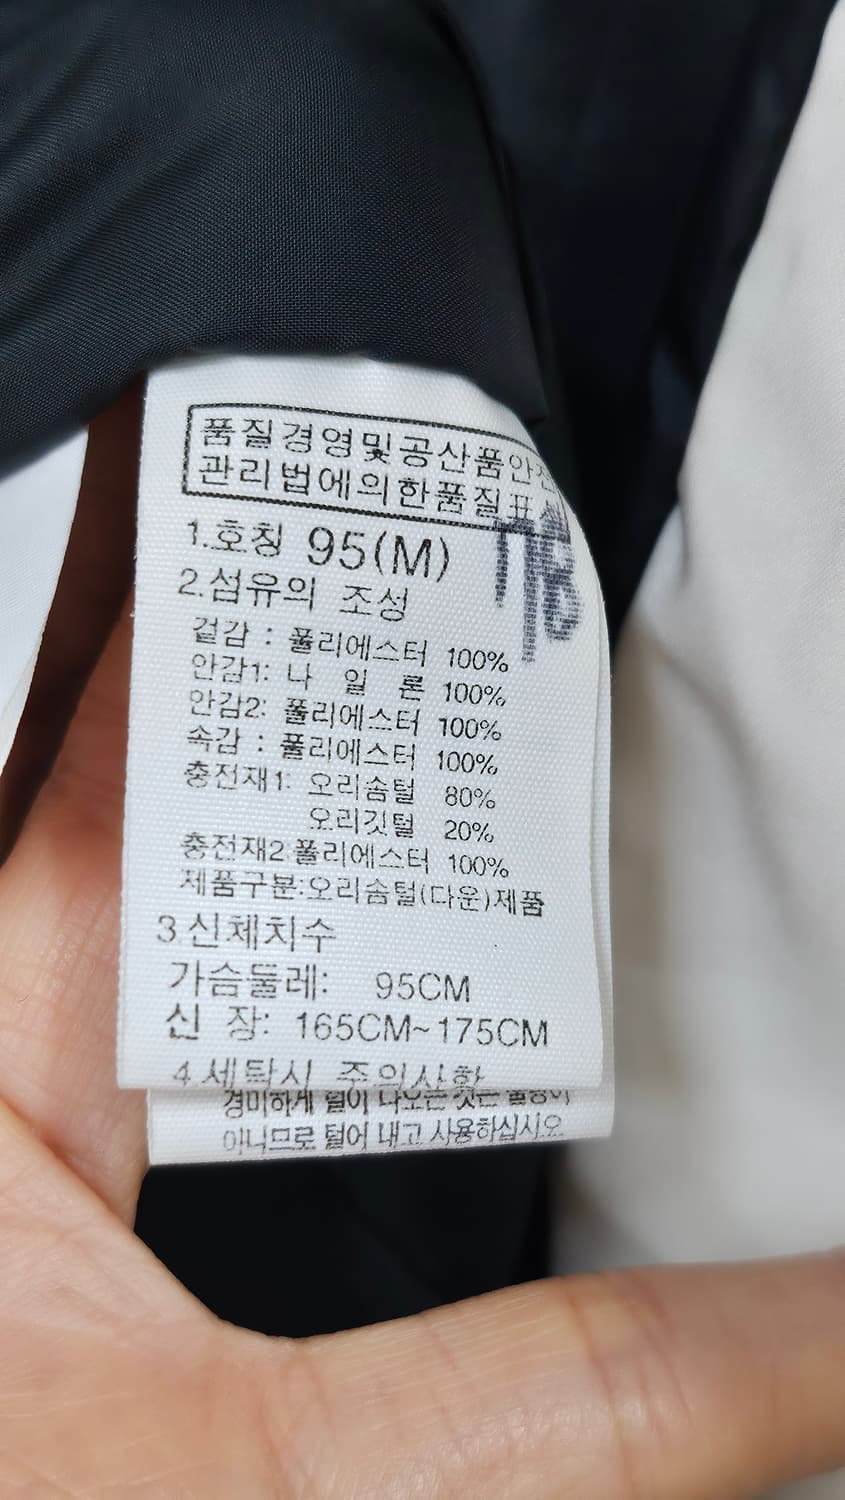 품질경영및공산품안전
관리법에의한품질표
1.호칭 95(M)
2.섬유의 조성
겉감 : 폴리에스터 100%
안감1: 나 일 론 100%
안감2: 폴리에스터 100%
속감 : 폴리에스터 100%
충전재1: 오리솜털 80%
오리깃털 20%
충전재2 폴리에스터 100%
제품구분:오리솜털(다운)제품
3.신체치수
가슴둘레: 95CM
신 장: 165CM~175CM
4.세탁시 주의사항
경미하게 털이 나오는 것은 불량이
아니므로 털어 내고 사용하십시오